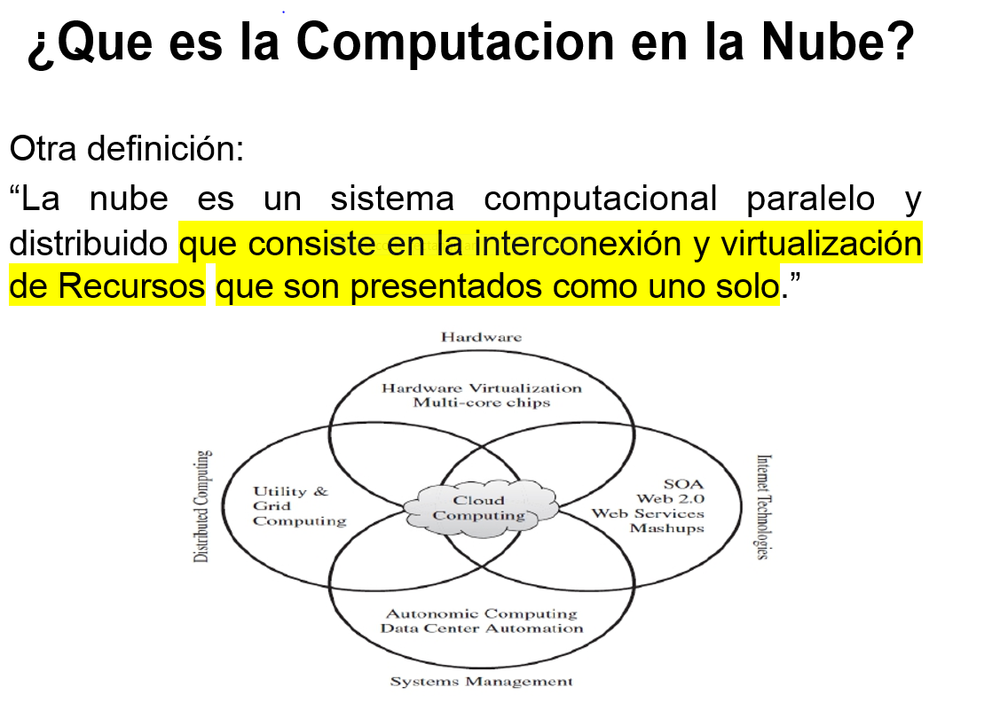 ¿Que es la Computacion en la Nube?
Otra definición:
“La nube es un sistema computacional paralelo y
distribuido que consiste en la interconexión y virtualización
de Recursos que son presentados como uno solo.”
Hardware
Hardware Virtualization
Multi-core chips
Distributed Computing
Utility &
Grid
Computing
Cloud
Computing
SOA
Web 2.0
Web Services
Mashups
Internet Technologies
Autonomic Computing
Data Center Automation
Systems Management